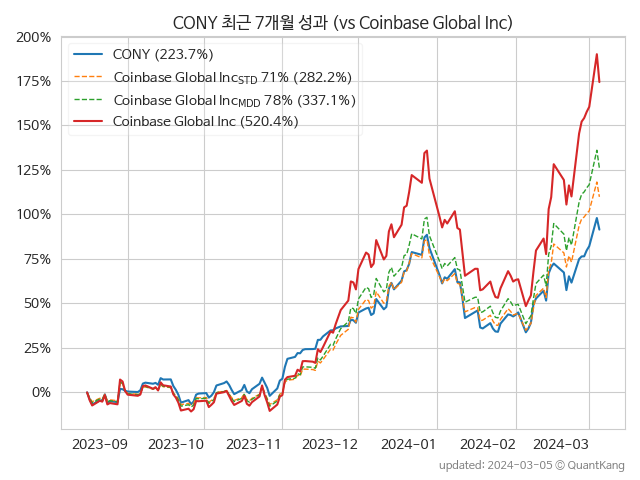 CONY 최근 7개월 성과 (vs Coinbase Global Inc)
200%
175%
150%
125%
100%
75%
50%
25%
0%
CONY (223.7%)
Coinbase Global IncSTD 71% (282.2%)
Coinbase Global IncMDD 78% (337.1%)
Coinbase Global Inc (520.4%)
2023-09 2023-10 2023-11 2023-12 2024-01 2024-02 2024-03
updated: 2024-03-05 © QuantKang